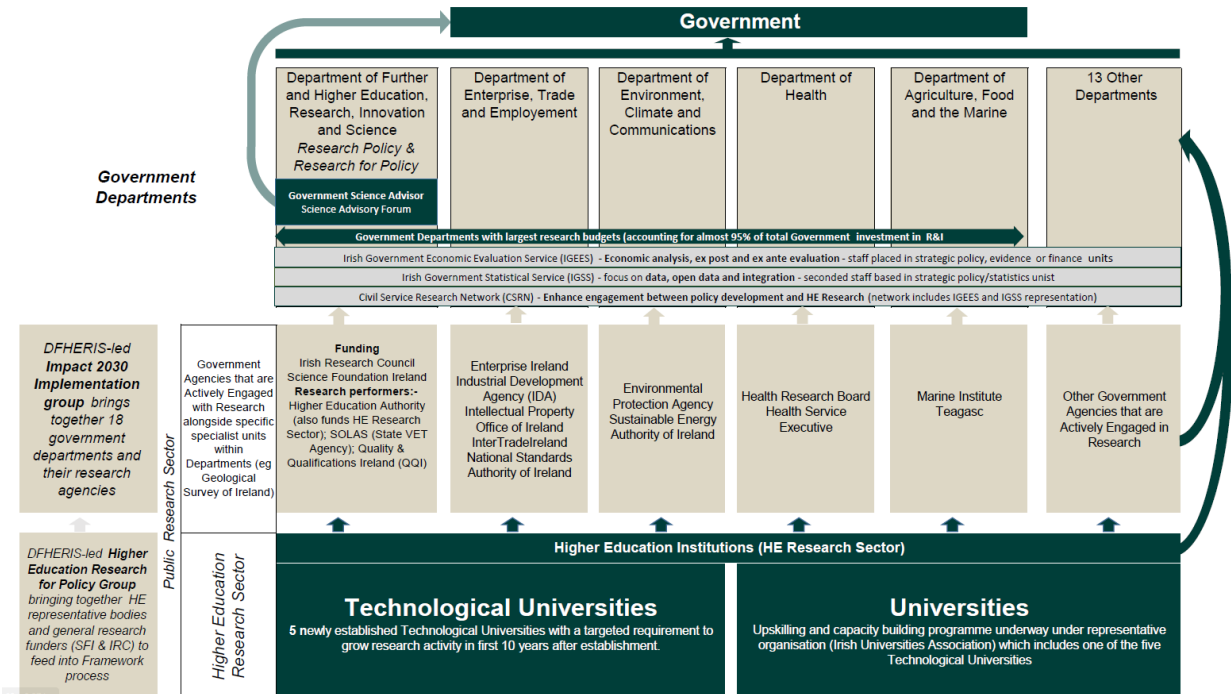 Government
Department of Further
and Higher Education,
Research, Innovation
and Science
Research Policy &
Research for Policy
Department of
Enterprise, Trade
and Employement
Department of
Environment,
Climate and
Communications
Department of
Health
Department of
Agriculture, Food
and the Marine
13 Other
Departments
Government
Departments
Government Science Advisor
Science Advisory Forum
Government Departments with largest research budgets (accounting for almost 95% of total Government investment in R&I
Irish Government Economic Evaluation Service (IGEES) - Economic analysis, ex post and ex ante evaluation - staff placed in strategic policy, evidence or finance units
Irish Government Statistical Service (IGSS) - focus on data, open data and integration - seconded staff based in strategic policy/statistics unist
Civil Service Research Network (CSRN) - Enhance engagement between policy development and HE Research (network includes IGEES and IGSS representation)
DFHERIS-led
Impact 2030
Implementation
group brings
together 18
government
departments and
their research
agencies
Public Research Sector
Government
Agencies that are
Actively Engaged
with Research
alongside specific
specialist units
within
Departments (eg
Geological
Survey of Ireland)
Funding
Irish Research Council
Science Foundation Ireland
Research performers:-
Higher Education Authority
(also funds HE Research
Sector); SOLAS (State VET
Agency); Quality &
Qualifications Ireland (QQI)
Enterprise Ireland
Industrial Development
Agency (IDA)
Intellectual Property
Office of Ireland
InterTradeIreland
National Standards
Authority of Ireland
Environmental
Protection Agency
Sustainable Energy
Authority of Ireland
Health Research Board
Health Service
Executive
Marine Institute
Teagasc
Other Government
Agencies that are
Actively Engaged in
Research
DFHERIS-led Higher
Education Research
for Policy Group
bringing together HE
representative bodies
and general research
funders (SFI & IRC) to
feed into Framework
process
Higher Education
Research Sector
Higher Education Institutions (HE Research Sector)
Technological Universities
5 newly established Technological Universities with a targeted requirement to
grow research activity in first 10 years after establishment.
Universities
Upskilling and capacity building programme underway under representative
organisation (Irish Universities Association) which includes one of the five
Technological Universities